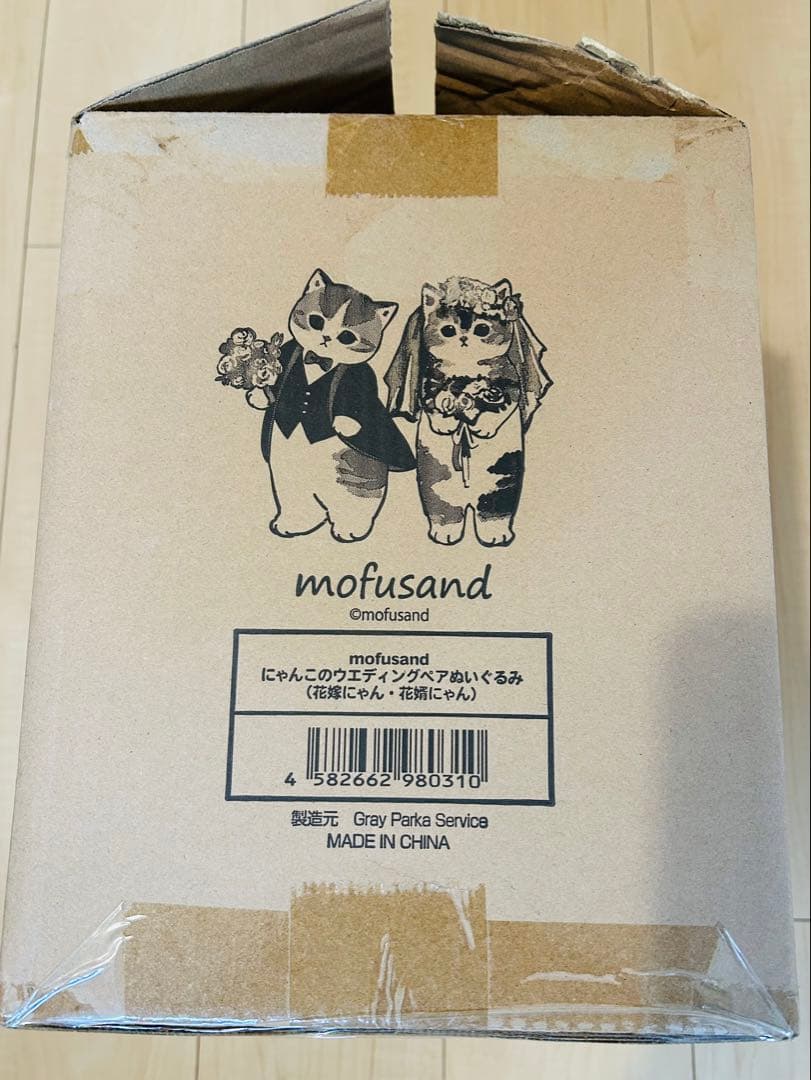 mofusand
©mofusand
mofusand
にゃんこのウエディングペアぬいぐるみ
（花嫁にゃん・花婿にゃん）
4 582662 980310
製造元 Gray Parka Service
MADE IN CHINA